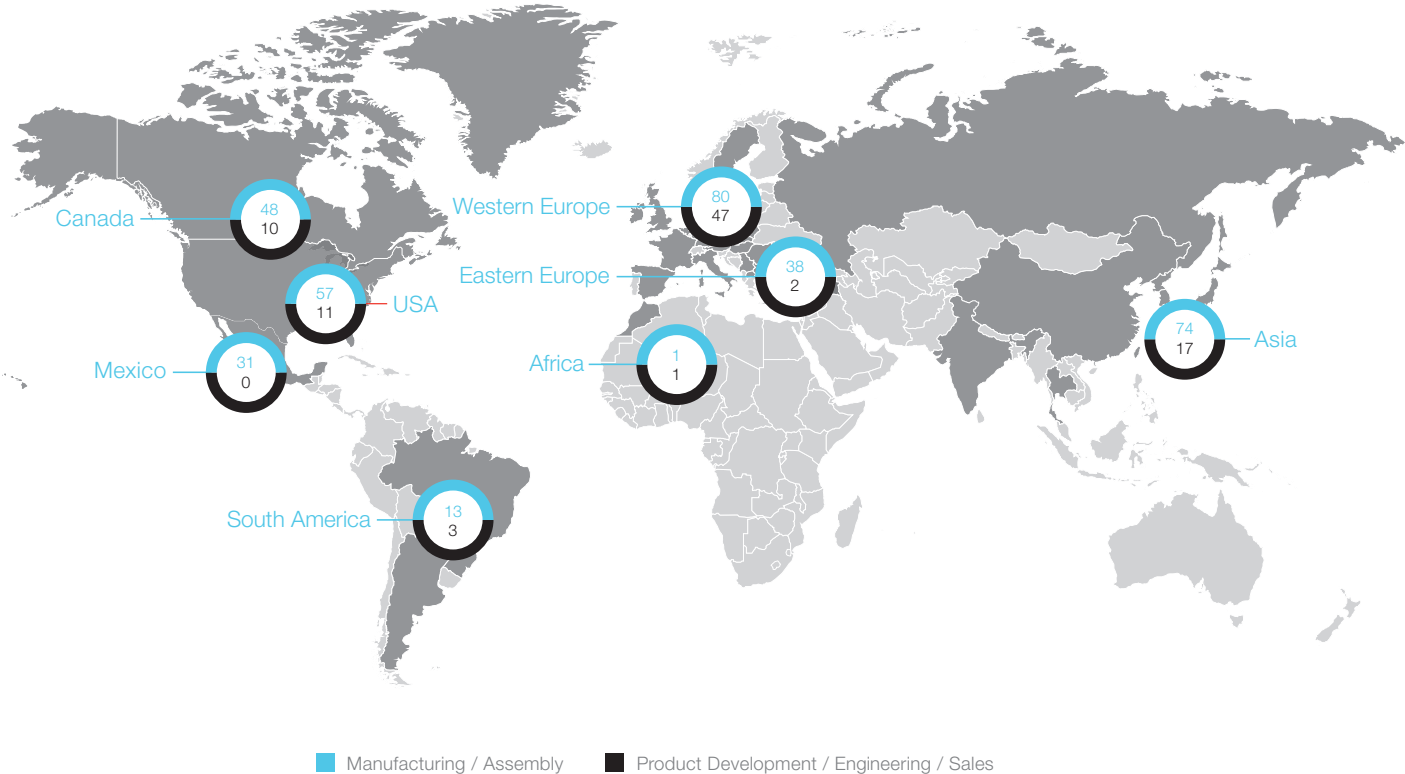 Canada
48
10
Western Europe
80
47
Eastern Europe
38
2
57
11
USA
Mexico
31
0
Africa
1
1
74
17
Asia
South America
13
3
Manufacturing / Assembly
Product Development / Engineering / Sales